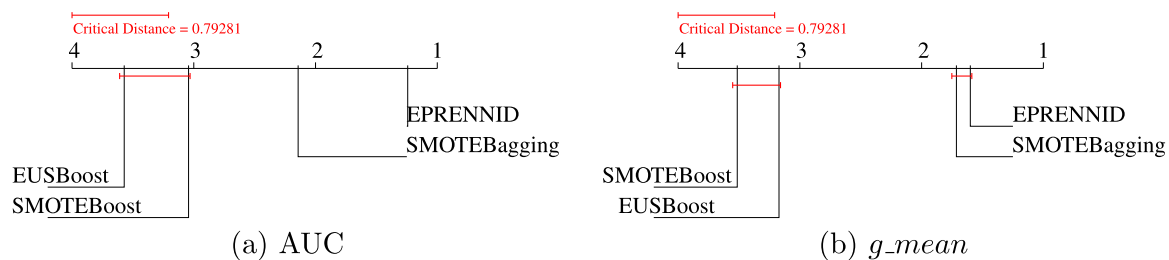 Critical Distance = 0.79281
4 3 2 1
EPRENNID
SMOTEBagging
EUSBoost
SMOTEBoost
(a) AUC
Critical Distance = 0.79281
4 3 2 1
EPRENNID
SMOTEBagging
SMOTEBoost
EUSBoost
(b) g_mean